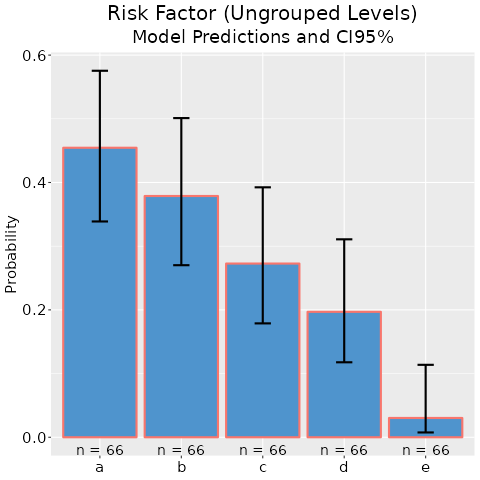 Risk Factor (Ungrouped Levels)
Model Predictions and CI95%
Probability
0.6
0.4
0.2
0.0
n = 66 n = 66 n = 66 n = 66 n = 66
a b c d e